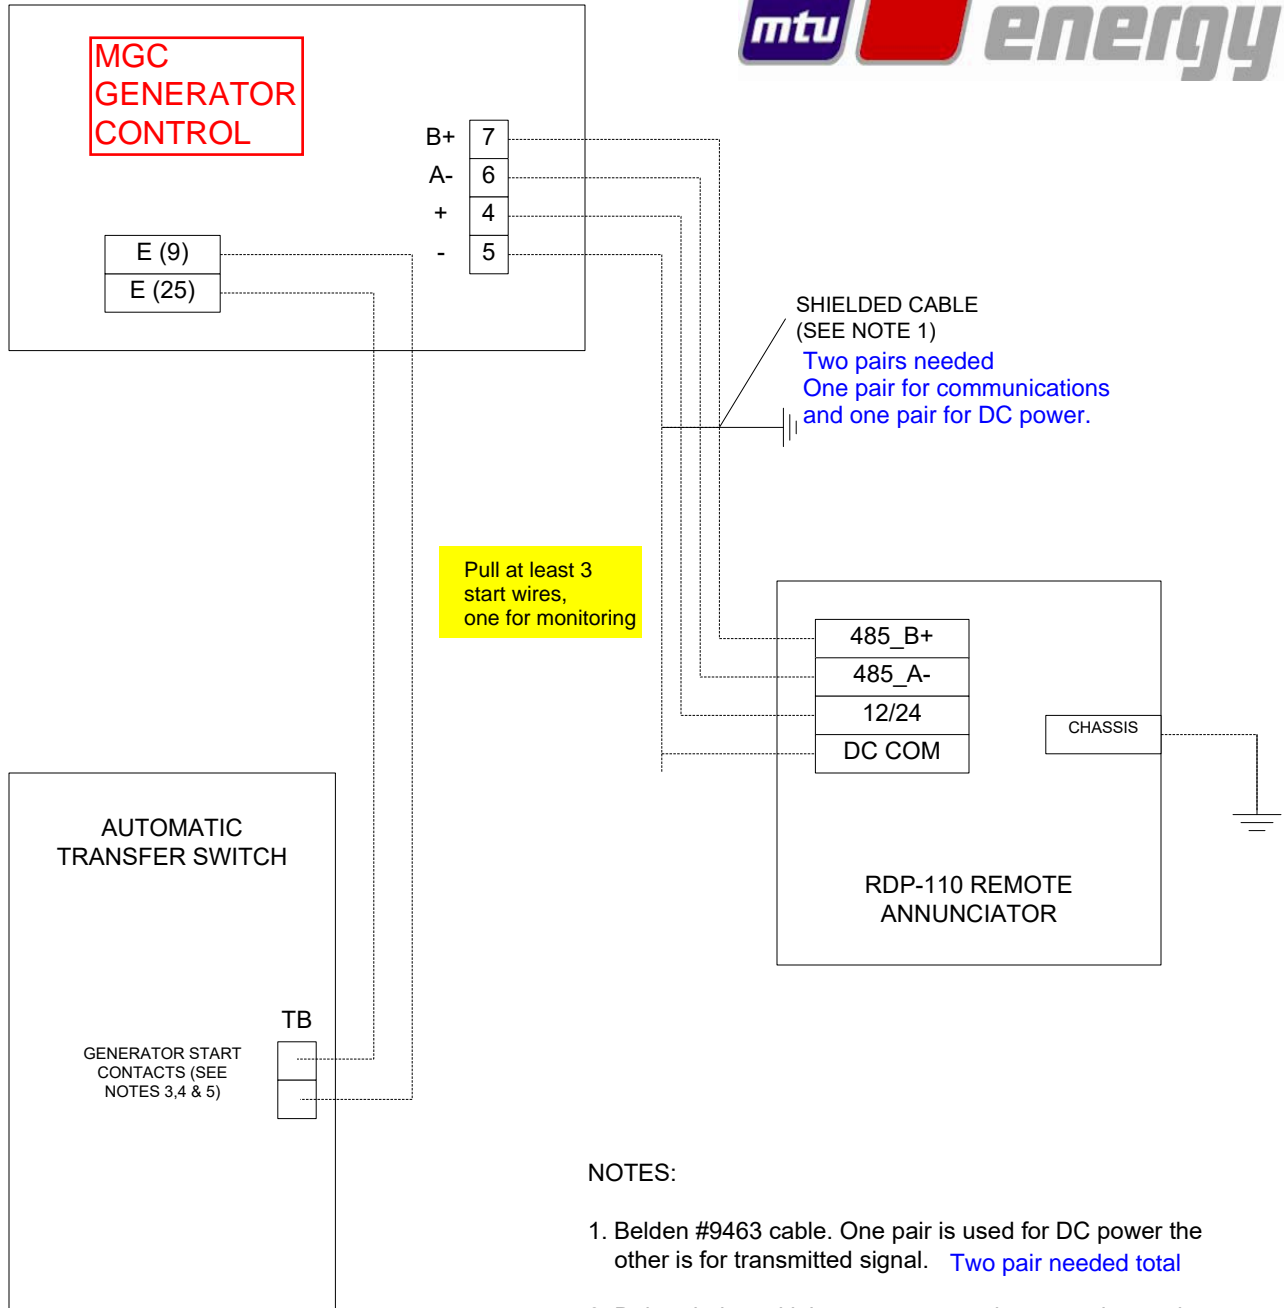 mtu energy
MGC
GENERATOR
CONTROL
B+ 7
A- 6
+ 4
- 5
E (9)
E (25)
SHIELDED CABLE
(SEE NOTE 1)
Two pairs needed
One pair for communications
and one pair for DC power.
Pull at least 3
start wires,
one for monitoring
485_B+
485_A-
12/24
DC COM
CHASSIS
RDP-110 REMOTE
ANNUNCIATOR
AUTOMATIC
TRANSFER SWITCH
TB
GENERATOR START
CONTACTS (SEE
NOTES 3,4 & 5)
NOTES:
1. Belden #9463 cable. One pair is used for DC power the
other is for transmitted signal. Two pair needed total